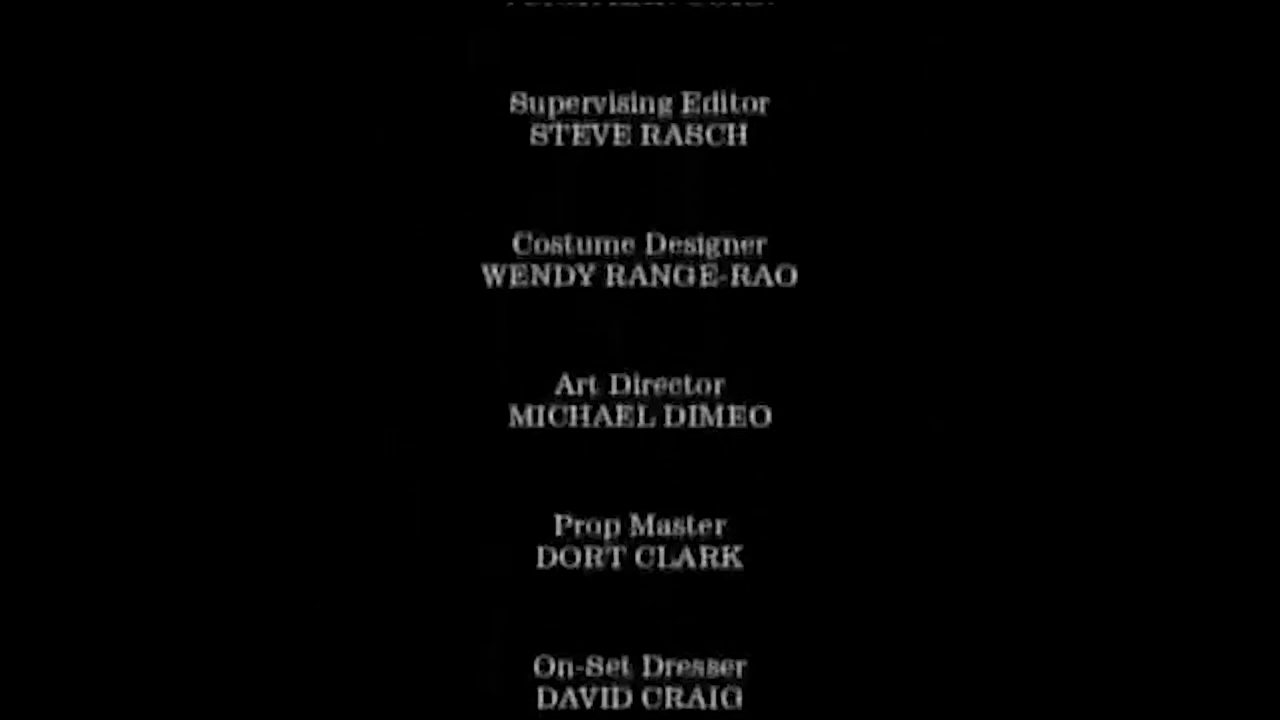 Supervising Editor
STEVE RASCH
Costume Designer
WENDY RANGE-RAO
Art Director
MICHAEL DIMEO
Prop Master
DORT CLARK
On-Set Dresser
DAVID CRAIG